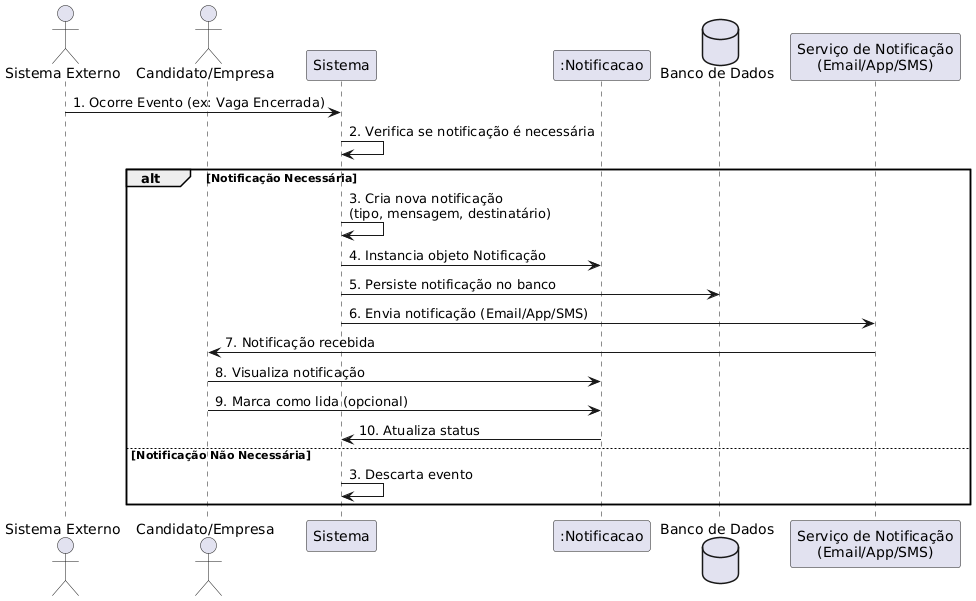 Sistema Externo
Candidato/Empresa
Sistema
:Notificacao
Banco de Dados
Serviço de Notificação
(Email/App/SMS)
1. Ocorre Evento (ex: Vaga Encerrada)
2. Verifica se notificação é necessária
alt
[Notificação Necessária]
3. Cria nova notificação
(tipo, mensagem, destinatário)
4. Instancia objeto Notificação
5. Persiste notificação no banco
6. Envia notificação (Email/App/SMS)
7. Notificação recebida
8. Visualiza notificação
9. Marca como lida (opcional)
10. Atualiza status
[Notificação Não Necessária]
3. Descarta evento
Sistema Externo
Candidato/Empresa
Sistema
:Notificacao
Banco de Dados
Serviço de Notificação
(Email/App/SMS)